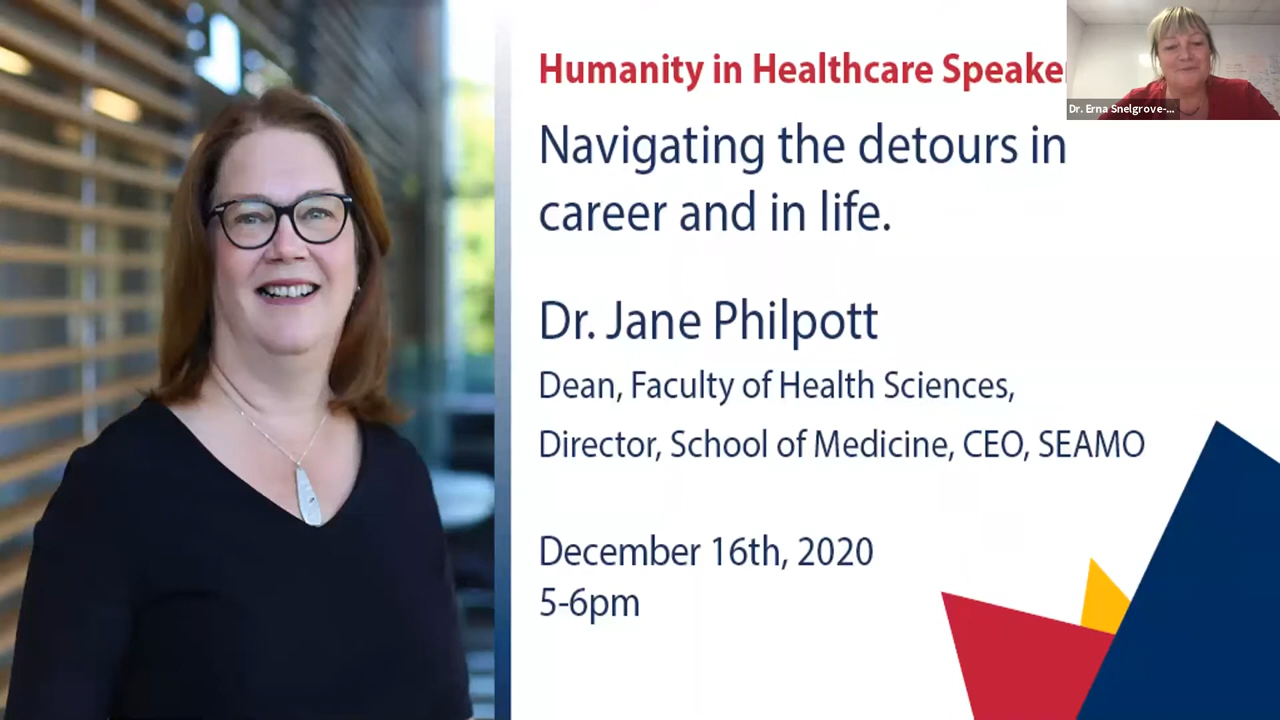 Humanity in Healthcare Speake
Dr. Erna Snelgrove-...
Navigating the detours in
career and in life.
Dr. Jane Philpott
Dean, Faculty of Health Sciences,
Director, School of Medicine, CEO, SEAMO
December 16th, 2020
5-6pm